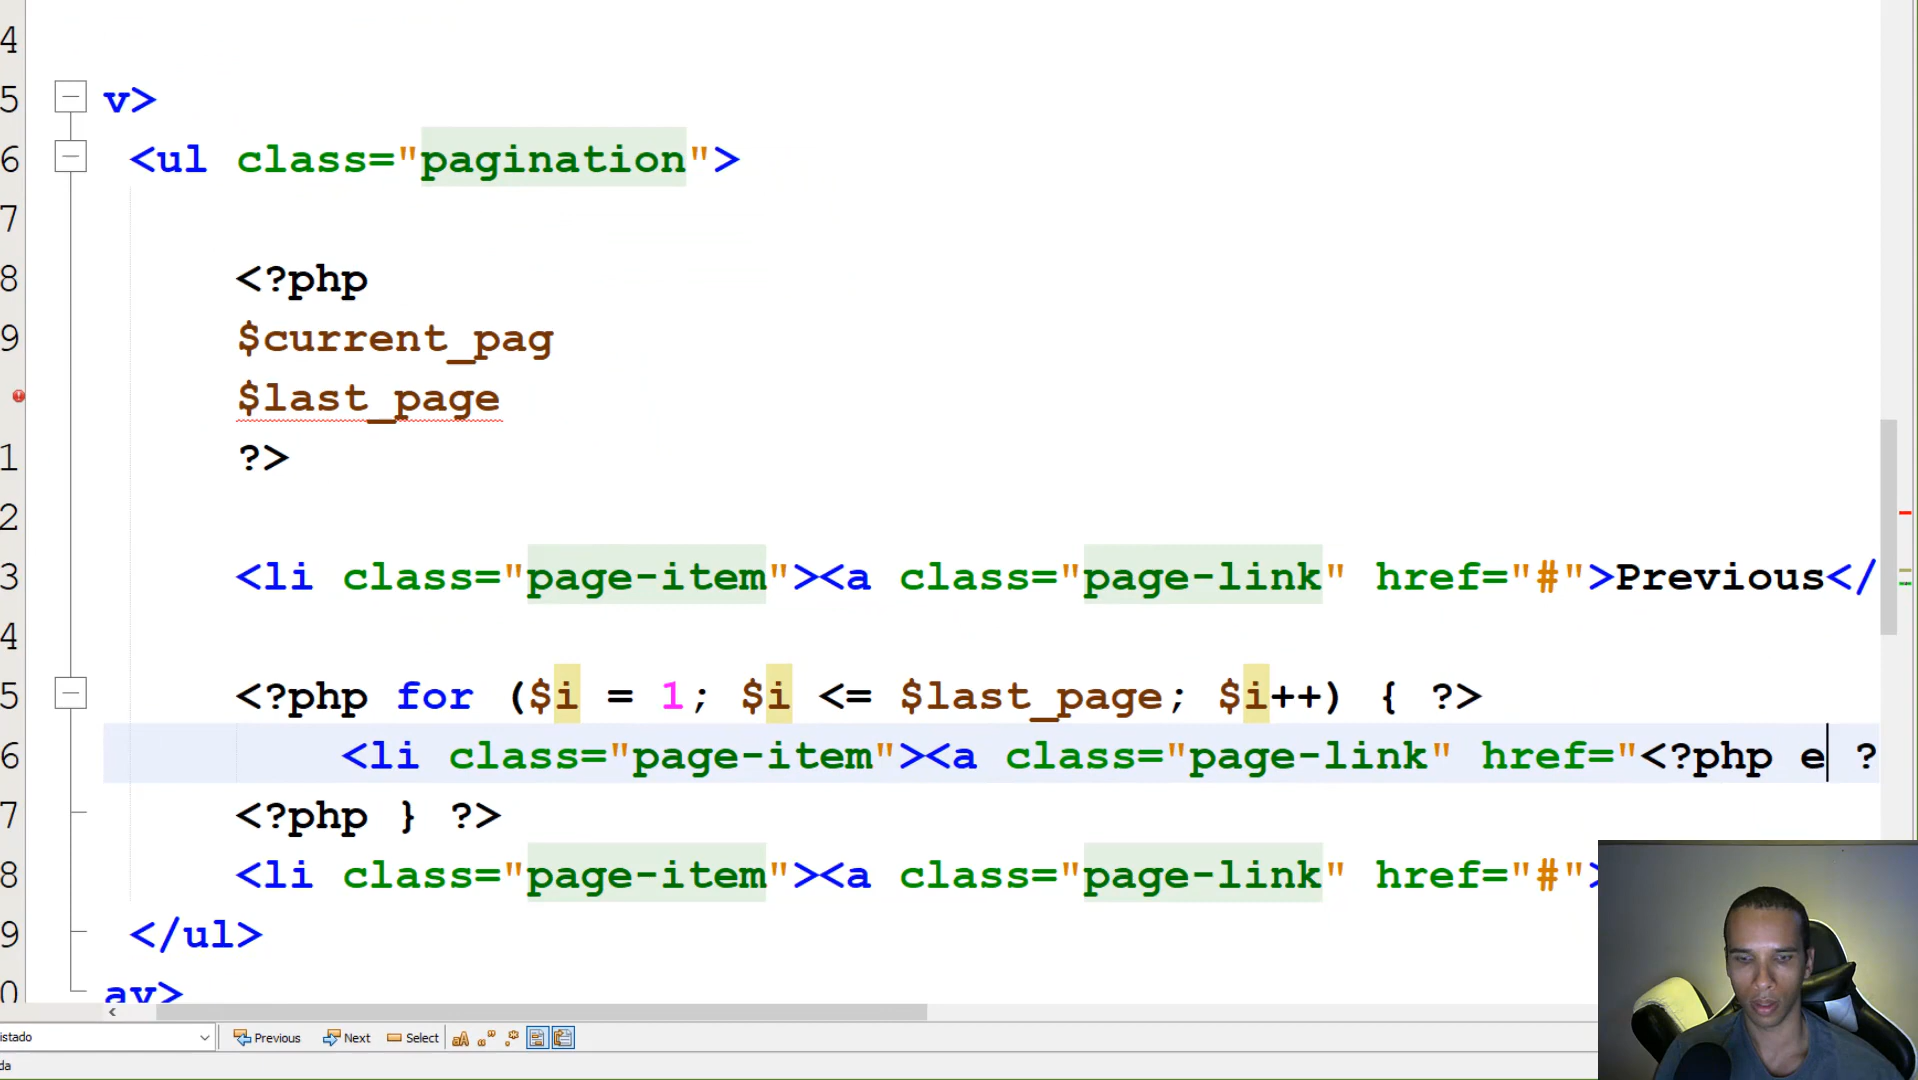 4
5 v>
6 <ul class="pagination">
7
8 <?php
9 $current_pag
$last_page
1 ?>
2
3 <li class="page-item"><a class="page-link" href="#">Previous</
4
5 <?php for ($i = 1; $i <= $last_page; $i++) { ?>
6 <li class="page-item"><a class="page-link" href="<?php e ?
7 <?php } ?>
8 <li class="page-item"><a class="page-link" href="#">
9 </ul>
0 av>
istado Previous Next Select
da